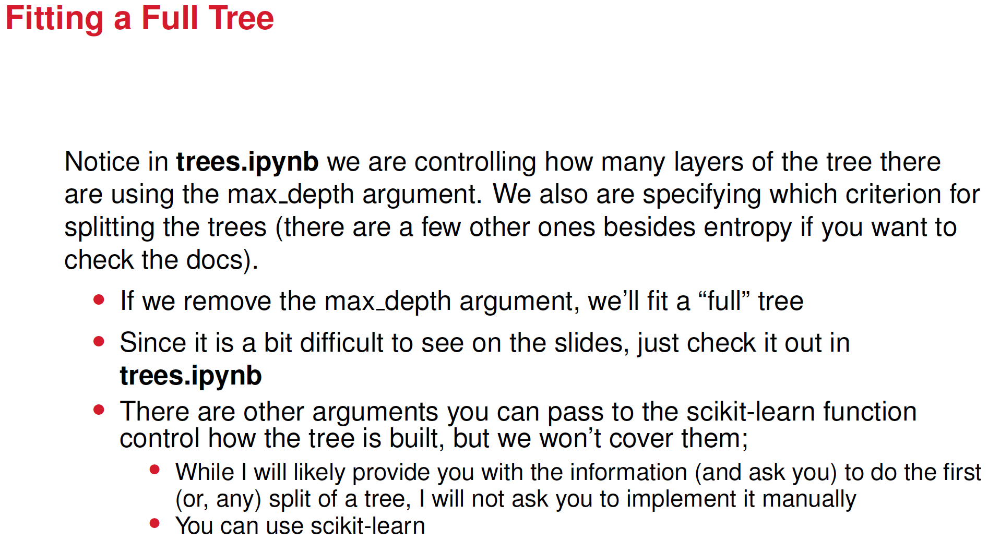 Fitting a Full Tree
Notice in trees.ipynb we are controlling how many layers of the tree there
are using the max_depth argument. We also are specifying which criterion for
splitting the trees (there are a few other ones besides entropy if you want to
check the docs).
• If we remove the max_depth argument, we’ll fit a “full” tree
• Since it is a bit difficult to see on the slides, just check it out in
trees.ipynb
• There are other arguments you can pass to the scikit-learn function
control how the tree is built, but we won’t cover them;
• While I will likely provide you with the information (and ask you) to do the first
(or, any) split of a tree, I will not ask you to implement it manually
• You can use scikit-learn